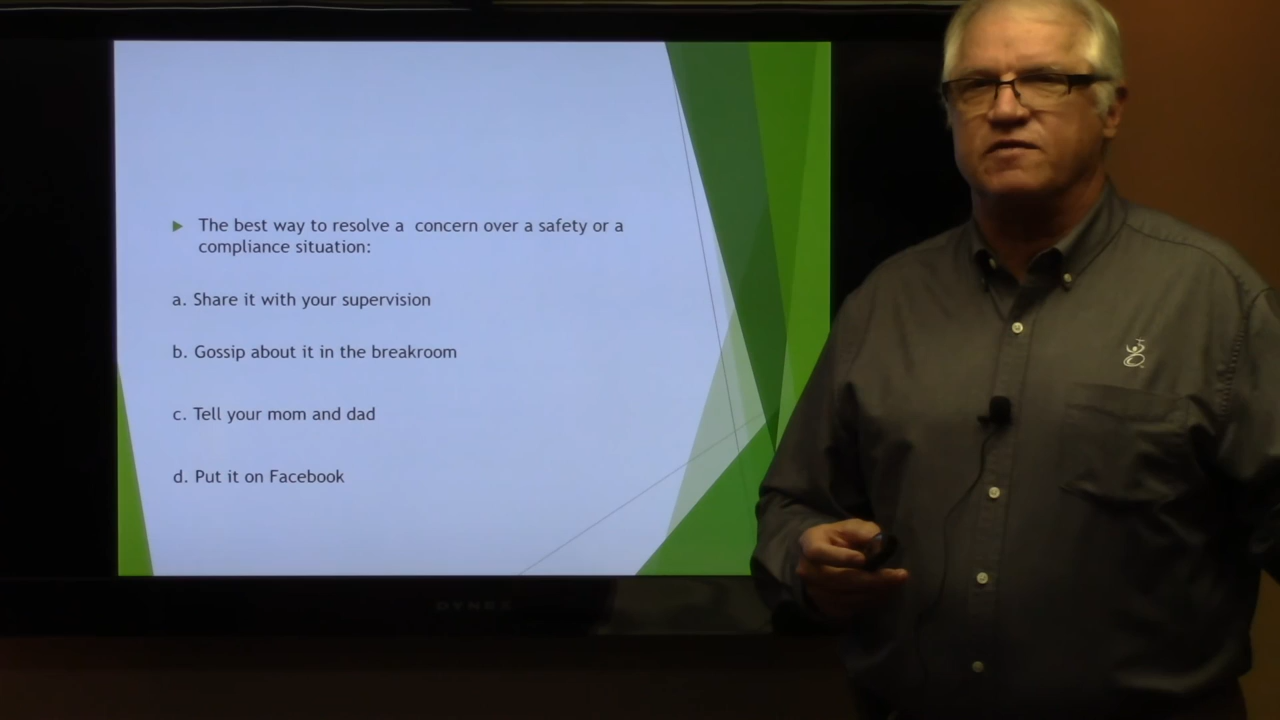 The best way to resolve a concern over a safety or a
compliance situation:
a. Share it with your supervision
b. Gossip about it in the breakroom
c. Tell your mom and dad
d. Put it on Facebook
DYNEX